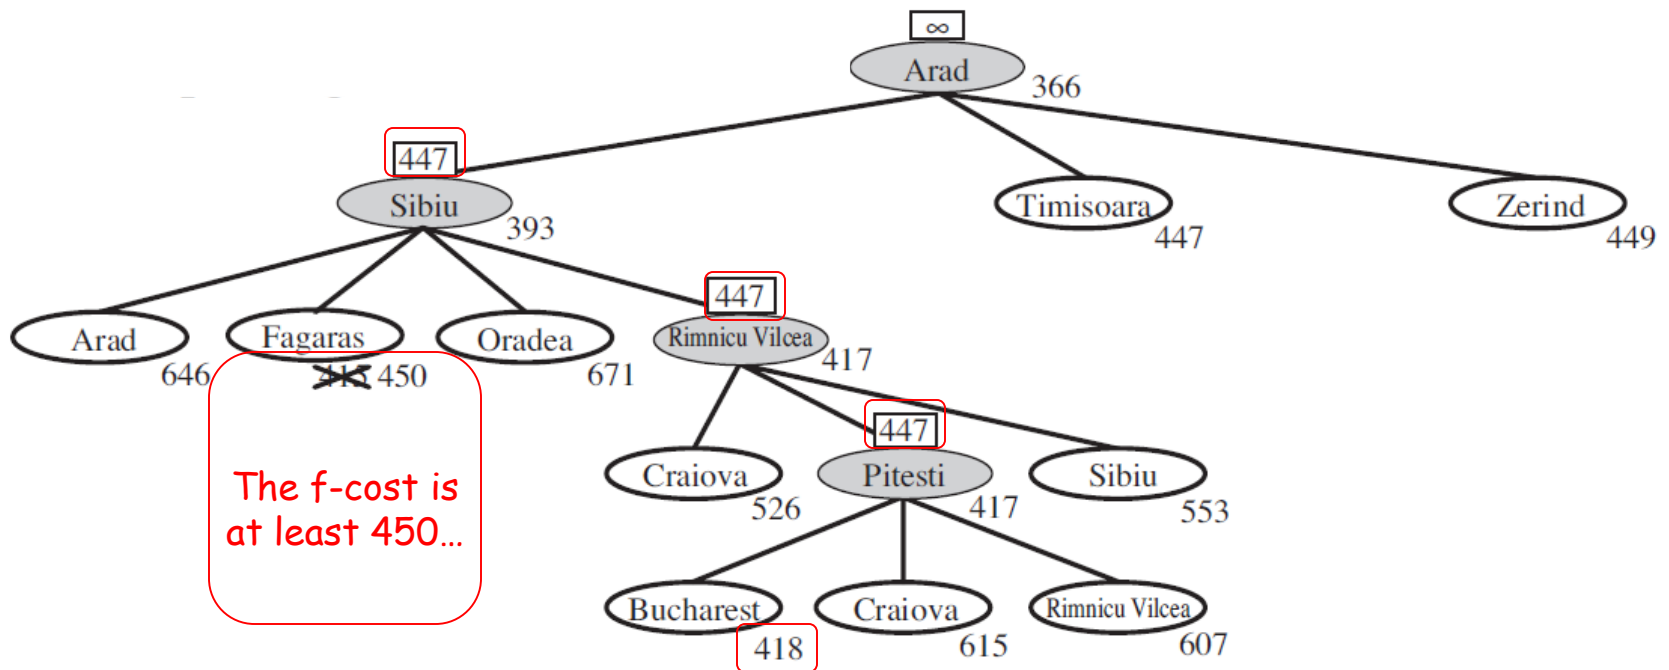 ∞
Arad
366
447
Sibiu
393
Timisoara
447
Zerind
449
Arad
646
Fagaras
415 450
Oradea
671
447
Rimnicu Vilcea
417
The f-cost is
at least 450...
Craiova
526
447
Pitesti
417
Sibiu
553
Bucharest
418
Craiova
615
Rimnicu Vilcea
607